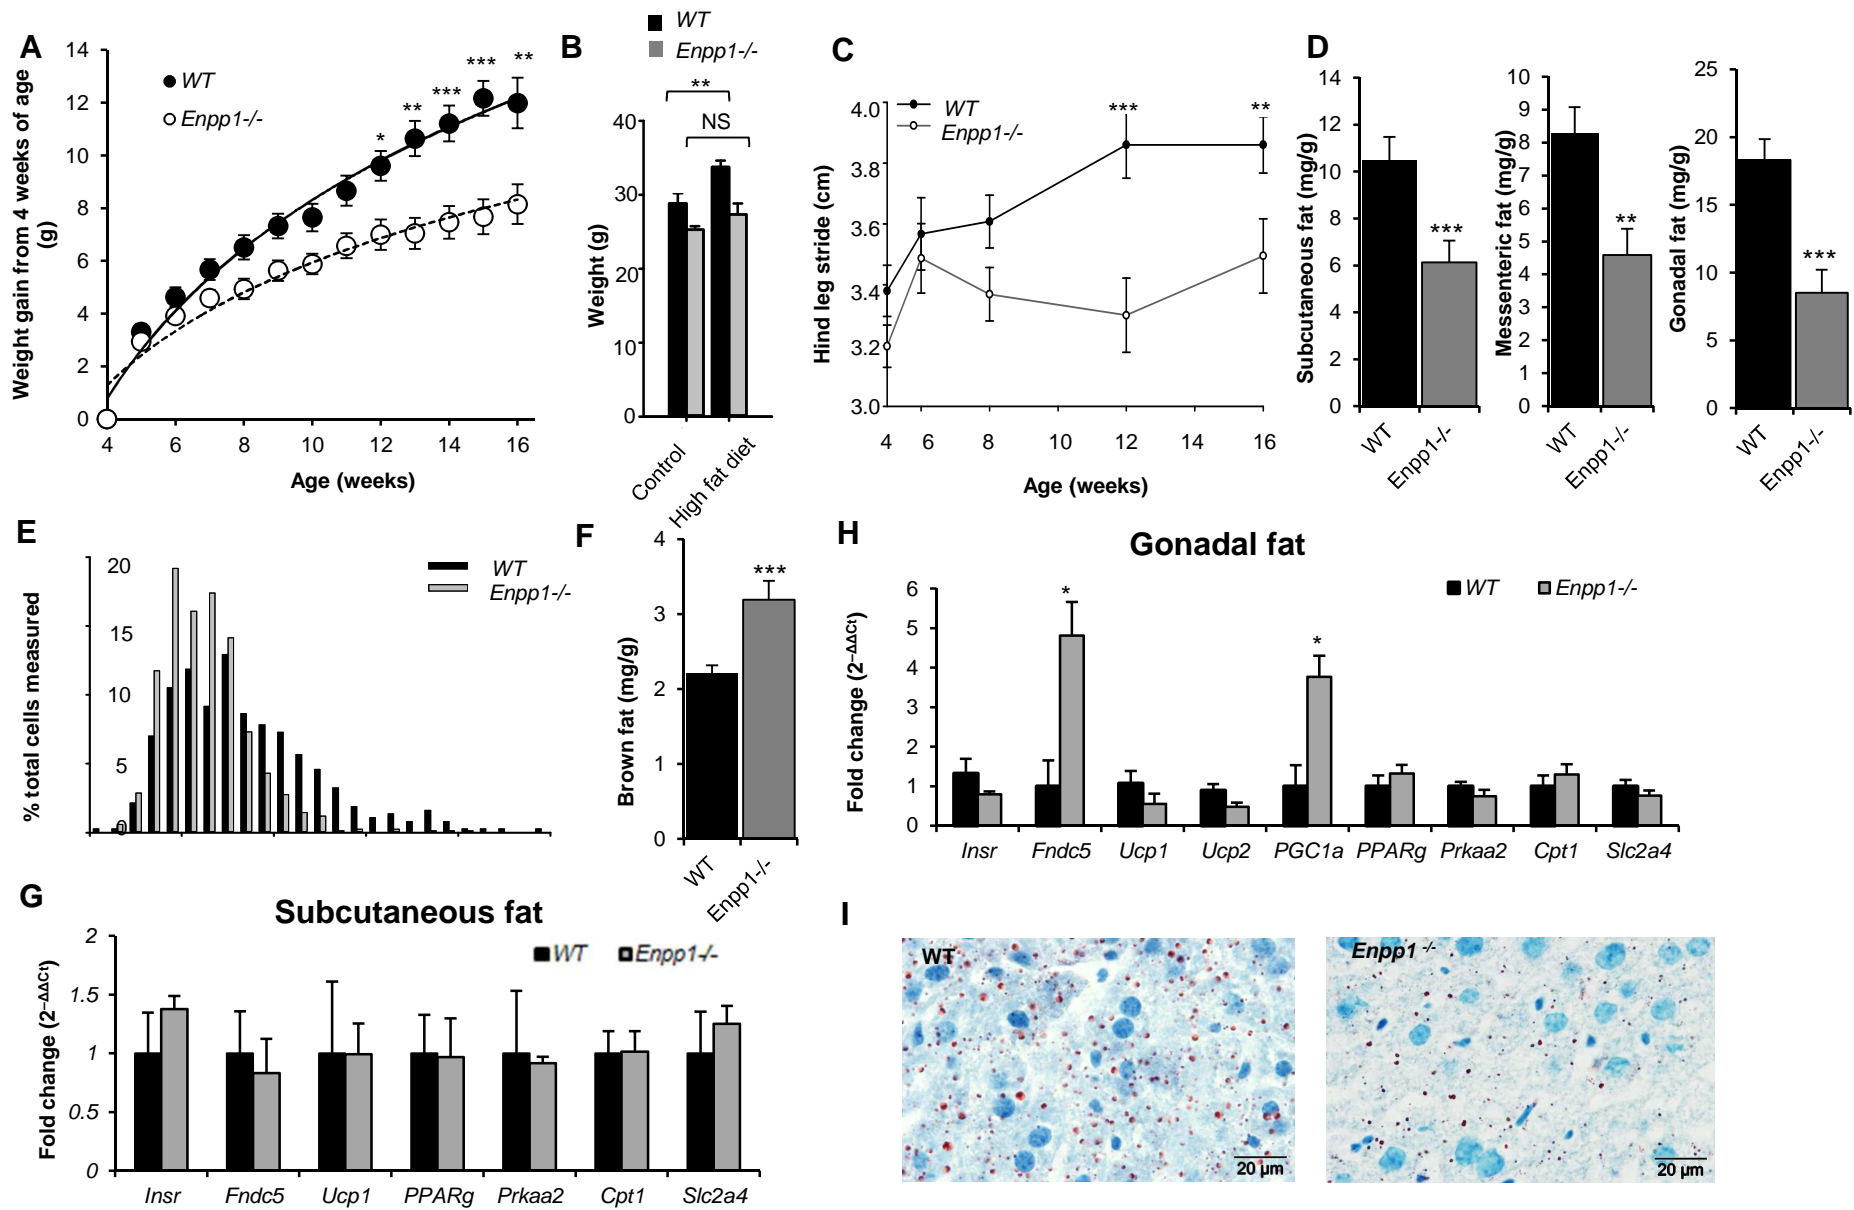 A
14
12
10
8
6
4
2
0
Weight gain from 4 weeks of age
(g)
WT
Enpp1-/-
*
**
***
***
**
4 6 8 10 12 14 16
Age (weeks)
B
WT
Enpp1-/-
**
NS
40
30
20
10
0
Weight (g)
Control
High fat diet
C
WT
Enpp1-/-
***
**
4.0
3.8
3.6
3.4
3.2
3.0
Hind leg stride (cm)
4 6 8 10 12 14 16
Age (weeks)
D
14
12
10
8
6
4
2
0
Subcutaneous fat (mg/g)
***
WT
Enpp1-/-
10
9
8
7
6
5
4
3
2
1
0
Messenteric fat (mg/g)
**
WT
Enpp1-/-
25
20
15
10
5
0
Gonadal fat (mg/g)
***
WT
Enpp1-/-
E
20
15
10
5
0
% total cells measured
WT
Enpp1-/-
F
4
3
2
1
0
Brown fat (mg/g)
***
WT
Enpp1-/-
H
Gonadal fat
WT Enpp1-/-
6
5
4
3
2
1
0
Fold change (2−ΔΔCt)
*
*
Insr Fndc5 Ucp1 Ucp2 PGC1a PPARg Prkaa2 Cpt1 Slc2a4
G
Subcutaneous fat
WT Enpp1-/-
2
1.5
1
0.5
0
Fold change (2−ΔΔCt)
Insr Fndc5 Ucp1 PPARg Prkaa2 Cpt1 Slc2a4
I
WT
20 µm
Enpp1 -/-
20 µm